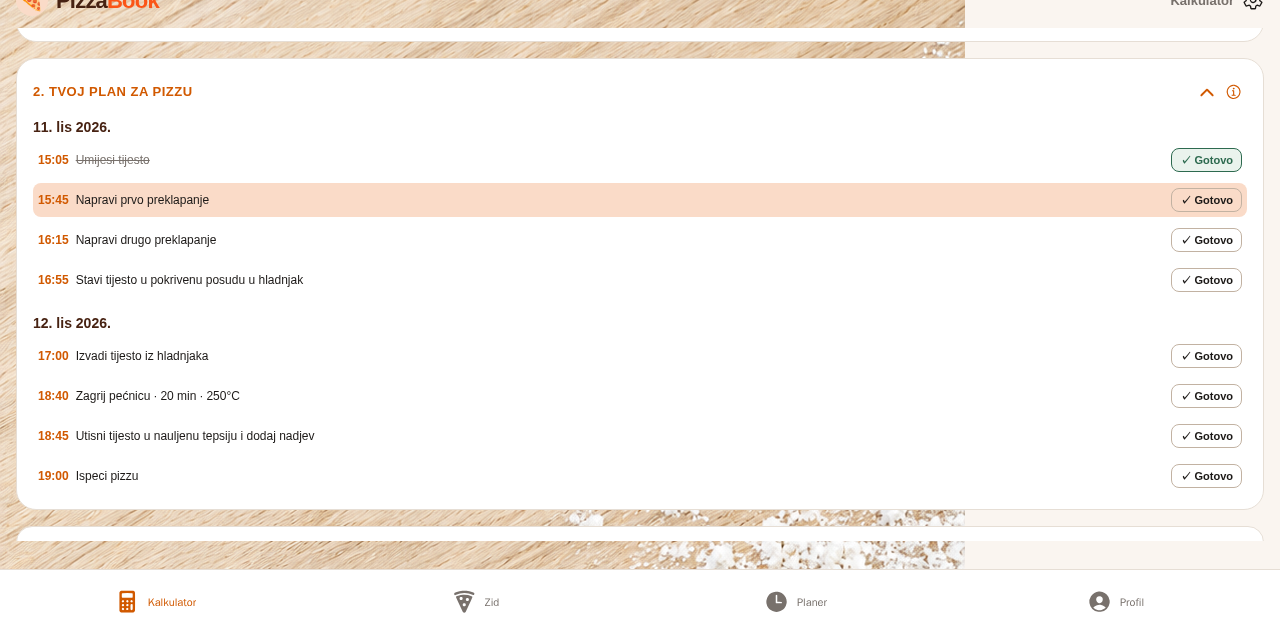 PizzaBook
Kalkulator
2. TVOJ PLAN ZA PIZZU
11. lis 2026.
15:05 Umijesi tijesto ✓ Gotovo
15:45 Napravi prvo preklapanje ✓ Gotovo
16:15 Napravi drugo preklapanje ✓ Gotovo
16:55 Stavi tijesto u pokrivenu posudu u hladnjak ✓ Gotovo
12. lis 2026.
17:00 Izvadi tijesto iz hladnjaka ✓ Gotovo
18:40 Zagrij pećnicu · 20 min · 250°C ✓ Gotovo
18:45 Utisni tijesto u nauljenu tepsiju i dodaj nadjev ✓ Gotovo
19:00 Ispeci pizzu ✓ Gotovo
Kalkulator
Zid
Planer
Profil